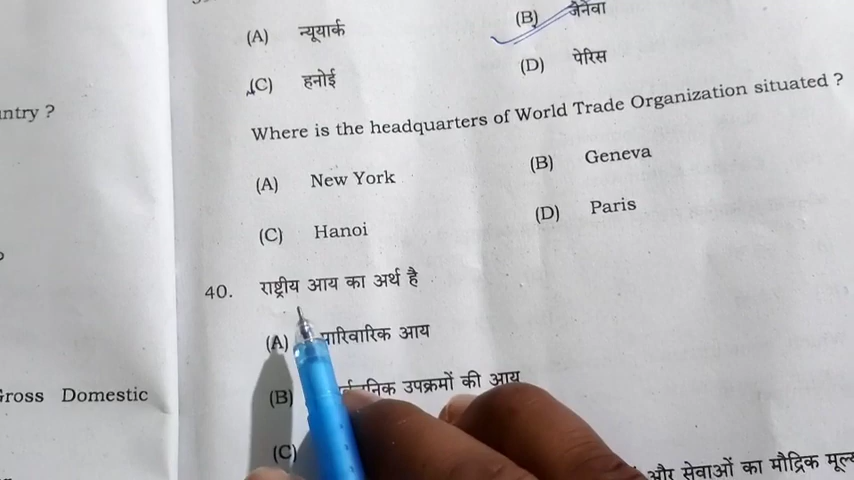 (A) न्यूयार्क (B) जेनेवा
(C) हनोई (D) पेरिस
Where is the headquarters of World Trade Organization situated ?
(A) New York (B) Geneva
(C) Hanoi (D) Paris
40. राष्ट्रीय आय का अर्थ है
(A) पारिवारिक आय
(B) उपक्रमों की आय
(C)
और सेवाओं का मौद्रिक
ntry ?
Gross Domestic